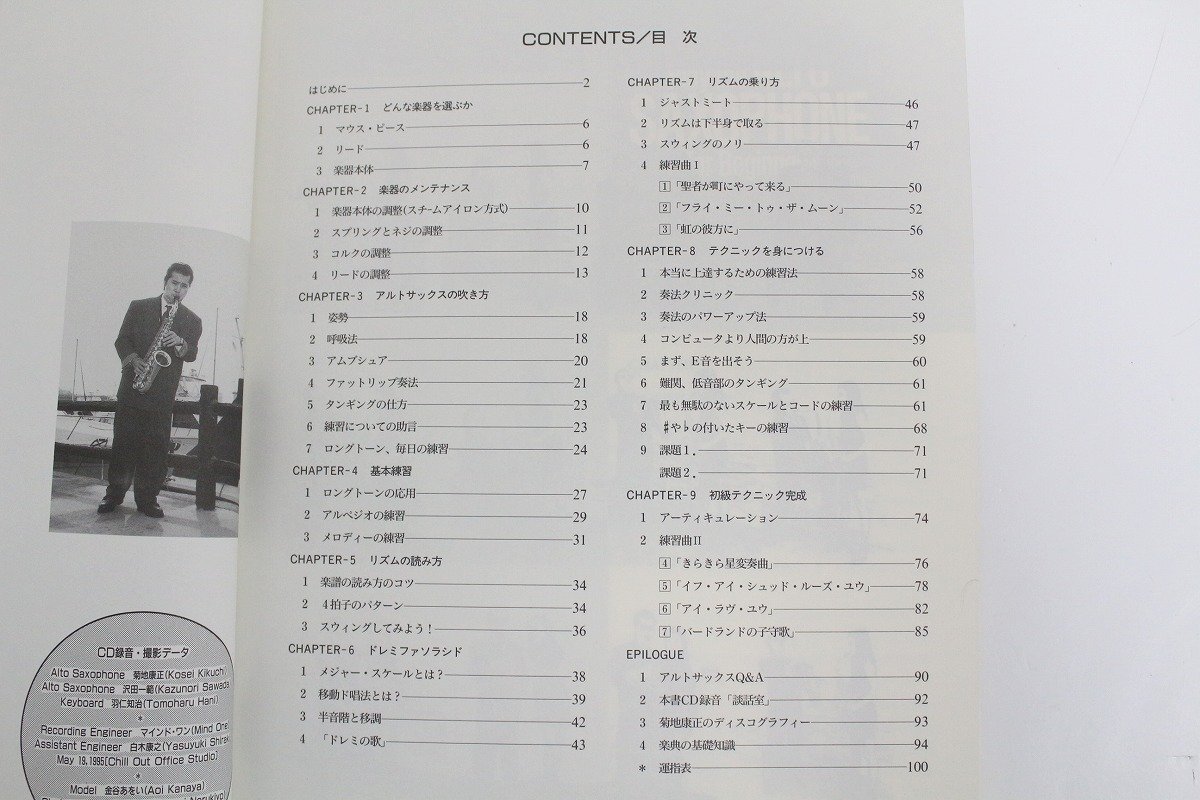 CONTENTS/目 次
はじめに 2
CHAPTER-1 どんな楽器を選ぶか
1 マウス・ピース 6
2 リード 6
3 楽器本体 7
CHAPTER-2 楽器のメンテナンス
1 楽器本体の調整(スチームアイロン方式) 10
2 スプリングとネジの調整 11
3 コルクの調整 12
4 リードの調整 13
CHAPTER-3 アルトサックスの吹き方
1 姿勢 18
2 呼吸法 18
3 アムブシュア 20
4 ファットリップ奏法 21
5 タンギングの仕方 23
6 練習についての助言 23
7 ロングトーン、毎日の練習 24
CHAPTER-4 基本練習
1 ロングトーンの応用 27
2 アルペジオの練習 29
3 メロディーの練習 31
CHAPTER-5 リズムの読み方
1 楽譜の読み方のコツ 34
2 4拍子のパターン 34
3 スウィングしてみよう! 36
CHAPTER-6 ドレミファソラシド
1 メジャー・スケールとは? 38
2 移動ド唱法とは? 39
3 半音階と移調 42
4 「ドレミの歌」 43
CHAPTER-7 リズムの乗り方
1 ジャストミート 46
2 リズムは下半身で取る 47
3 スウィングのノリ 47
4 練習曲Ⅰ
1 「聖者が町にやって来る」 50
2 「フライ・ミー・トゥ・ザ・ムーン」 52
3 「虹の彼方に」 56
CHAPTER-8 テクニックを身につける
1 本当に上達するための練習法 58
2 奏法クリニック 58
3 奏法のパワーアップ法 59
4 コンピュータより人間の方が上 59
5 まず、E音を出そう 60
6 難関、低音部のタンギング 61
7 最も無駄のないスケールとコードの練習 61
8 ♯や♭の付いたキーの練習 68
9 課題1. 71
課題2. 71
CHAPTER-9 初級テクニック完成
1 アーティキュレーション 74
2 練習曲Ⅱ
4 「きらきら星変奏曲」 76
5 「イフ・アイ・シュッド・ルーズ・ユウ」 78
6 「アイ・ラヴ・ユウ」 82
7 「バードランドの子守歌」 85
EPILOGUE
1 アルトサックスQ&A 90
2 本書CD録音「談話室」 92
3 菊地康正のディスコグラフィー 93
4 楽典の基礎知識 94
* 運指表 100
CD録音・撮影データ
Alto Saxophone 菊地康正(Kosei Kikuchi)
Alto Saxophone 沢田一範(Kazunori Sawada
Keyboard 羽仁知治(Tomoharu Hani)
*
Recording Engineer マインド・ワン(Mind One
Assistant Engineer 白木康之(Yasuyuki Shirak
May 19,1995[Chill Out Office Studio]
*
Model 金谷あをい(Aoi Kanaya)